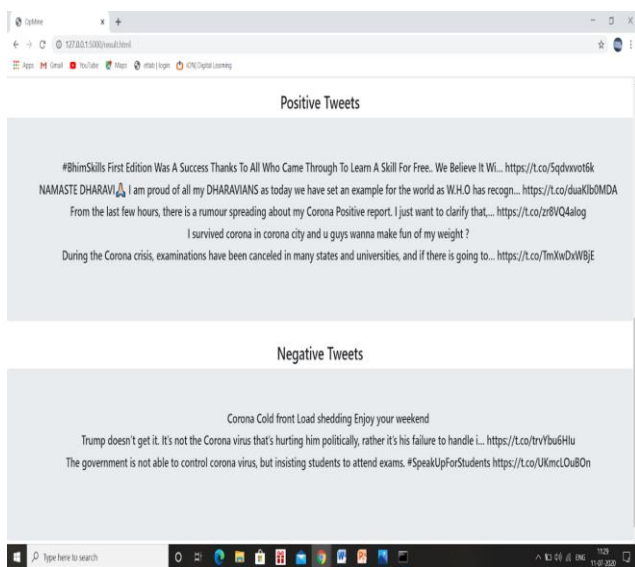 OpMine
127.0.0.1:5000/result.html
Apps Gmail YouTube Maps ettab | login iON| Digital Learning
Positive Tweets
#BhimSkills First Edition Was A Success Thanks To All Who Came Through To Learn A Skill For Free.. We Believe It Wi... https://t.co/5qdvxvot6k
NAMASTE DHARAVI🙏🏼 I am proud of all my DHARAVIANS as today we have set an example for the world as W.H.O has recogn... https://t.co/duaKlb0MDA
From the last few hours, there is a rumour spreading about my Corona Positive report. I just want to clarify that,... https://t.co/zr8VQ4alog
I survived corona in corona city and u guys wanna make fun of my weight ?
During the Corona crisis, examinations have been canceled in many states and universities, and if there is going to... https://t.co/TmXwDxWBjE
Negative Tweets
Corona Cold front Load shedding Enjoy your weekend
Trump doesn't get it. It's not the Corona virus that's hurting him politically, rather it's his failure to handle i... https://t.co/trvYbu6HIu
The government is not able to control corona virus, but insisting students to attend exams. #SpeakUpForStudents https://t.co/UKmcLOuBOn
Type here to search
ENG
11:29
11-07-2020